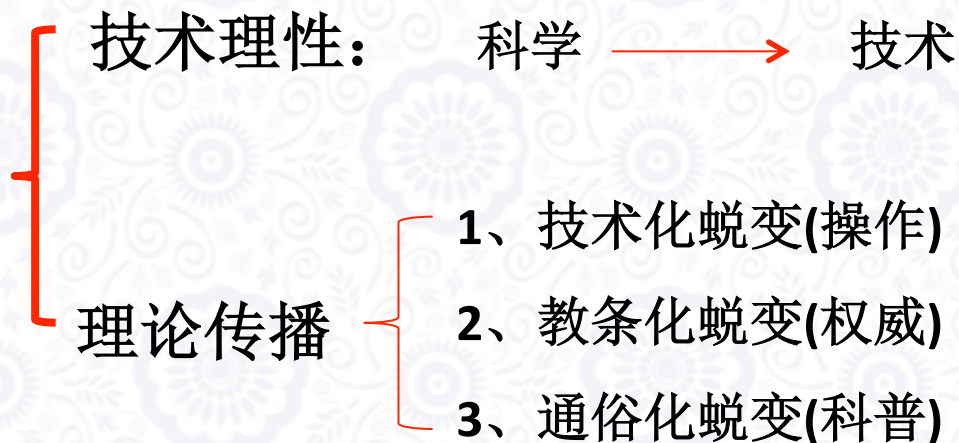 技术理性： 科学 技术
1、技术化蜕变(操作)
理论传播
2、教条化蜕变(权威)
3、通俗化蜕变(科普)